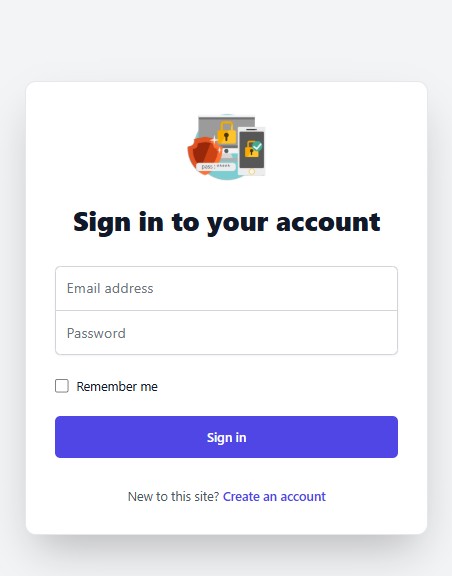 Sign in to your account
Email address
Password
Remember me
Sign in
New to this site? Create an account